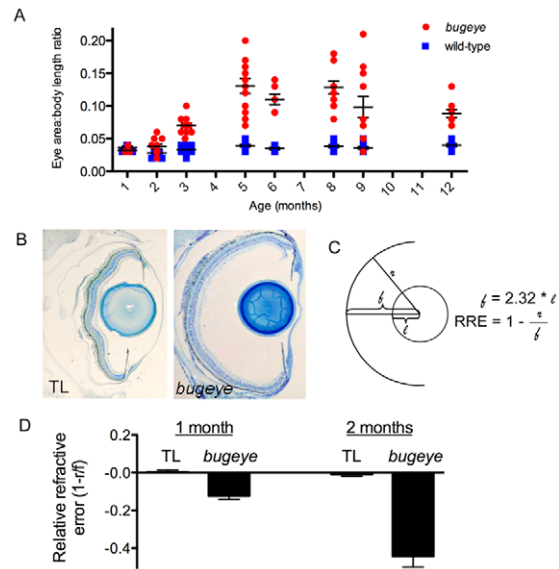 A
bugeye
wild-type
Eye area:body length ratio
0.20
0.15
0.10
0.05
0.00
1 2 3 4 5 6 7 8 9 10 11 12
Age (months)
B
TL
bugeye
C
r
f
l
f = 2.32 * l
RRE = 1 - r/f
D
1 month
2 months
TL bugeye TL bugeye
Relative refractive
error (1-r/f)
0.2
-0.0
-0.2
-0.4